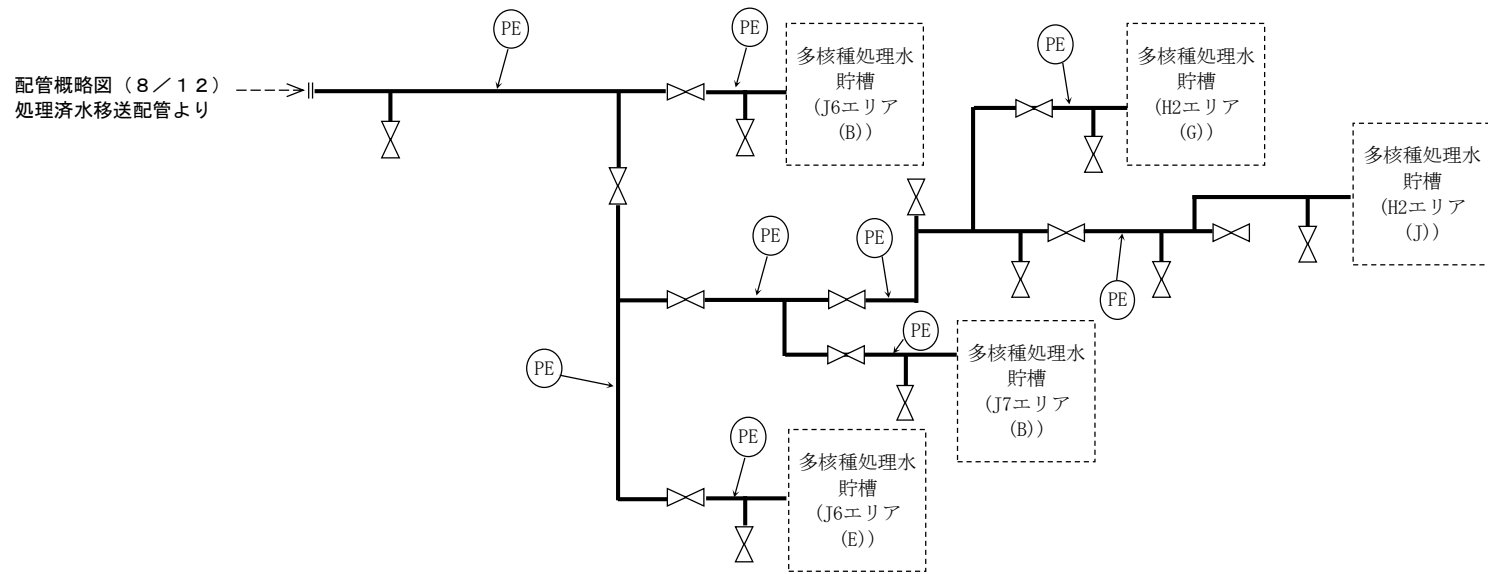 配管概略図（８／１２）
処理済水移送配管より
PE
PE
多核種処理水
貯槽
(J6エリア
(B))
PE
多核種処理水
貯槽
(H2エリア
(G))
多核種処理水
貯槽
(H2エリア
(J))
PE
PE
PE
PE
多核種処理水
貯槽
(J7エリア
(B))
PE
PE
多核種処理水
貯槽
(J6エリア
(E))